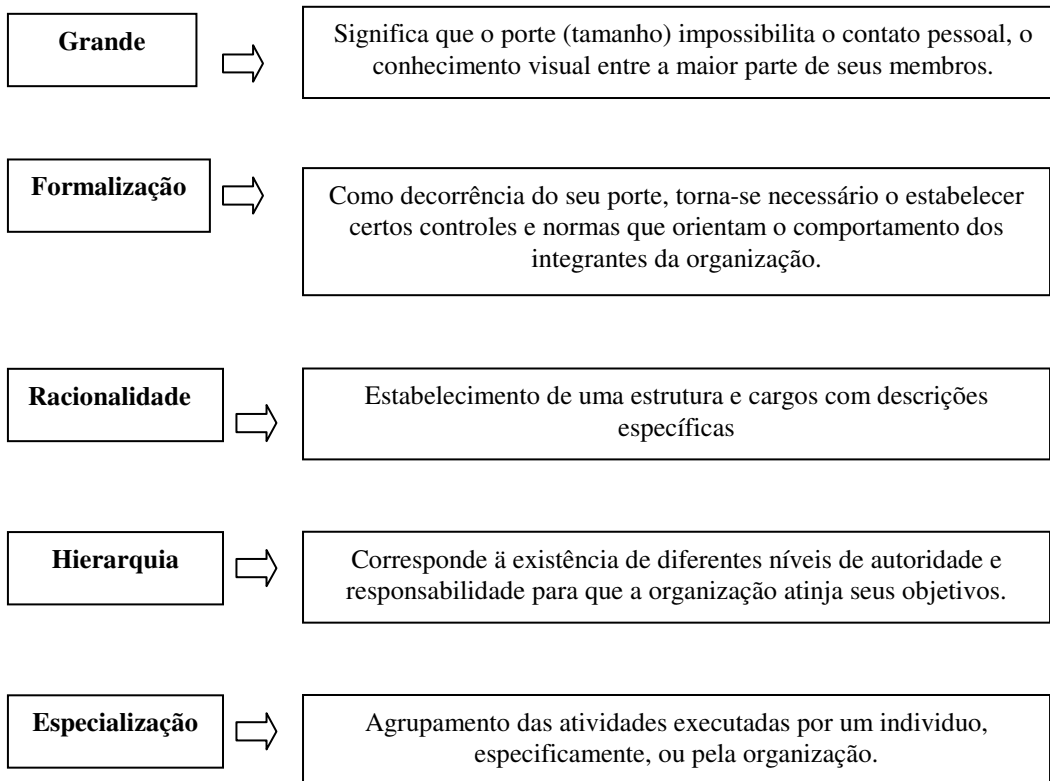 Grande
Significa que o porte (tamanho) impossibilita o contato pessoal, o
conhecimento visual entre a maior parte de seus membros.
Formalização
Como decorrência do seu porte, torna-se necessário o estabelecer
certos controles e normas que orientam o comportamento dos
integrantes da organização.
Racionalidade
Estabelecimento de uma estrutura e cargos com descrições
específicas
Hierarquia
Corresponde ä existência de diferentes níveis de autoridade e
responsabilidade para que a organização atinja seus objetivos.
Especialização
Agrupamento das atividades executadas por um individuo,
especificamente, ou pela organização.